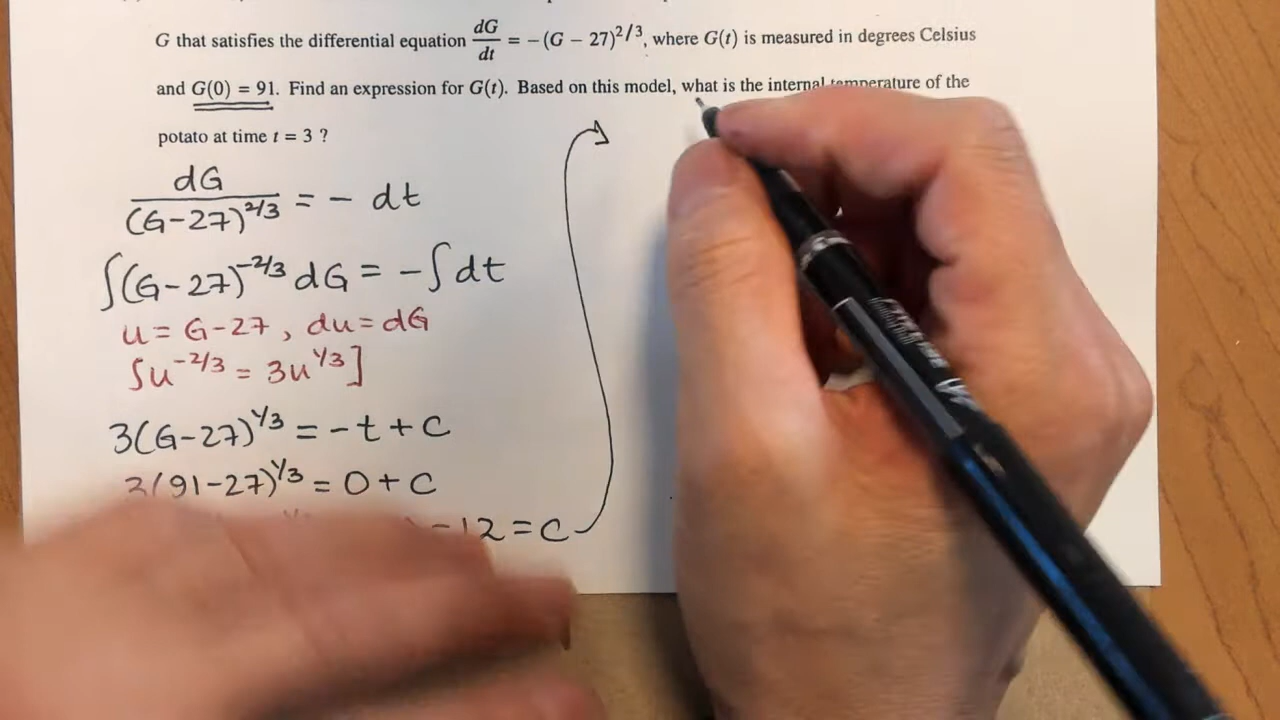 G that satisfies the differential equation dG/dt = −(G − 27)^2/3, where G(t) is measured in degrees Celsius
and G(0) = 91. Find an expression for G(t). Based on this model, what is the internal temperature of the
potato at time t = 3 ?
dG/(G-27)^2/3 = - dt
∫(G-27)^-2/3 dG = -∫ dt
u = G-27 , du = dG
∫u^-2/3 = 3u^1/3]
3(G-27)^1/3 = -t + C
3(91-27)^1/3 = 0 + C
=12 = C